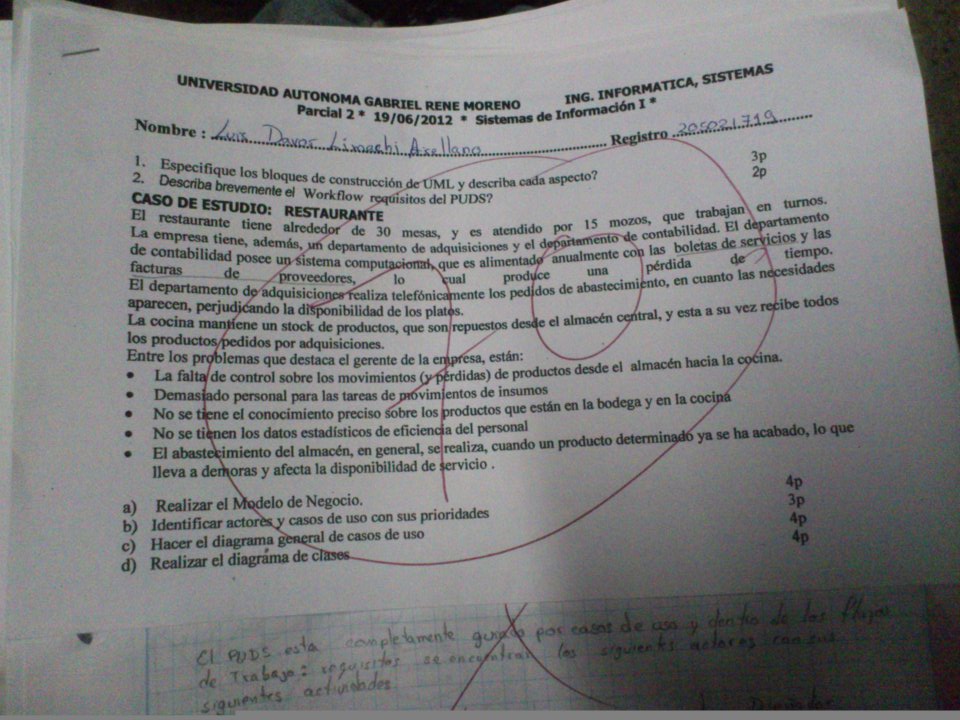 UNIVERSIDAD AUTONOMA GABRIEL RENE MORENO ING. INFORMATICA, SISTEMAS
Parcial 2 * 19/06/2012 * Sistemas de Información I *
Nombre : Luis Davor Registro 205021719
1. Especifique los bloques de construcción de UML y describa cada aspecto? 3p
2. Describa brevemente el Workflow requisitos del PUDS? 2p
CASO DE ESTUDIO: RESTAURANTE
El restaurante tiene alrededor de 30 mesas, y es atendido por 15 mozos, que trabajan en turnos.
La empresa tiene, además, un departamento de adquisiciones y el departamento de contabilidad. El departamento
de contabilidad posee un sistema computacional, que es alimentado anualmente con las boletas de servicios y las
facturas de proveedores, lo cual produce una pérdida de tiempo.
El departamento de adquisiciones realiza telefónicamente los pedidos de abastecimiento, en cuanto las necesidades
aparecen, perjudicando la disponibilidad de los platos.
La cocina mantiene un stock de productos, que son repuestos desde el almacén central, y esta a su vez recibe todos
los productos pedidos por adquisiciones.
Entre los problemas que destaca el gerente de la empresa, están:
• La falta de control sobre los movimientos (y pérdidas) de productos desde el almacén hacia la cocina.
• Demasiado personal para las tareas de movimientos de insumos
• No se tiene el conocimiento preciso sobre los productos que están en la bodega y en la cocina
• No se tienen los datos estadísticos de eficiencia del personal
• El abastecimiento del almacén, en general, se realiza, cuando un producto determinado ya se ha acabado, lo que
lleva a demoras y afecta la disponibilidad de servicio .
a) Realizar el Modelo de Negocio. 4p
b) Identificar actores y casos de uso con sus prioridades 3p
c) Hacer el diagrama general de casos de uso 4p
d) Realizar el diagrama de clases 4p
El PUDS esta completamente guiado por casos de uso y dentro de los flujos
de Trabajo: requisitos se encuentran los siguientes actores con sus
siguientes actividades.